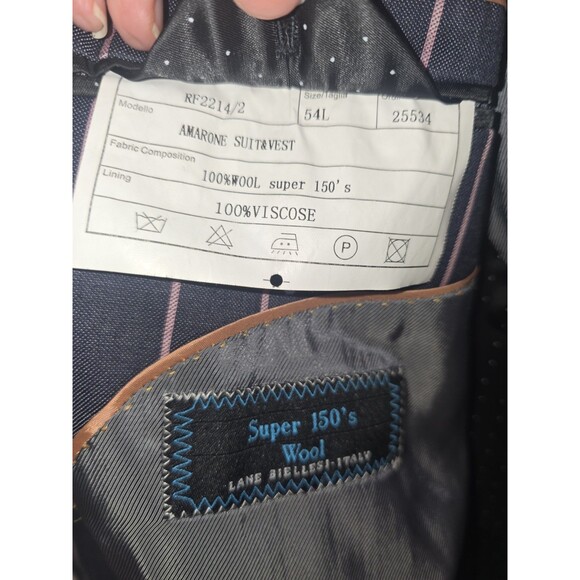 Modello
RF2214/2
Size/Taglia
54L
25534
AMARONE SUIT&VEST
Fabric Composition
100%WOOL super 150's
Lining
100%VISCOSE
P
Super 150's
Wool
LANE BIELLESI-ITALY